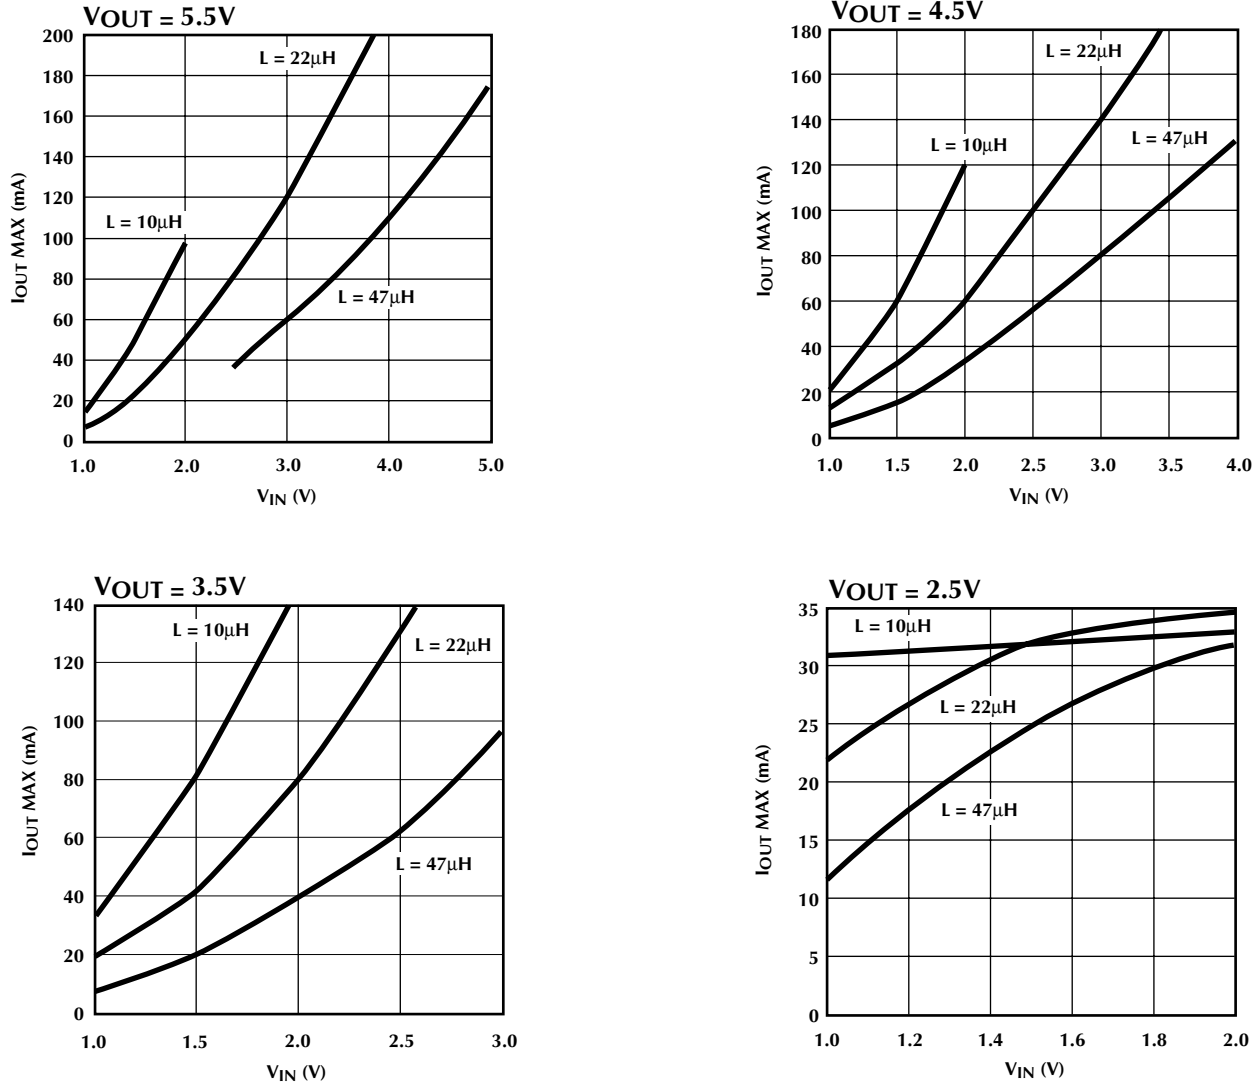 VOUT = 5.5V
200
180
160
140
120
100
80
60
40
20
0
IOUT MAX (mA)
L = 22μH
L = 10μH
L = 47μH
1.0 2.0 3.0 4.0 5.0
VIN (V)
VOUT = 4.5V
180
160
140
120
100
80
60
40
20
0
IOUT MAX (mA)
L = 22μH
L = 10μH
L = 47μH
1.0 1.5 2.0 2.5 3.0 3.5 4.0
VIN (V)
VOUT = 3.5V
140
120
100
80
60
40
20
0
IOUT MAX (mA)
L = 10μH
L = 22μH
L = 47μH
1.0 1.5 2.0 2.5 3.0
VIN (V)
VOUT = 2.5V
35
30
25
20
15
10
5
0
IOUT MAX (mA)
L = 10μH
L = 22μH
L = 47μH
1.0 1.2 1.4 1.6 1.8 2.0
VIN (V)